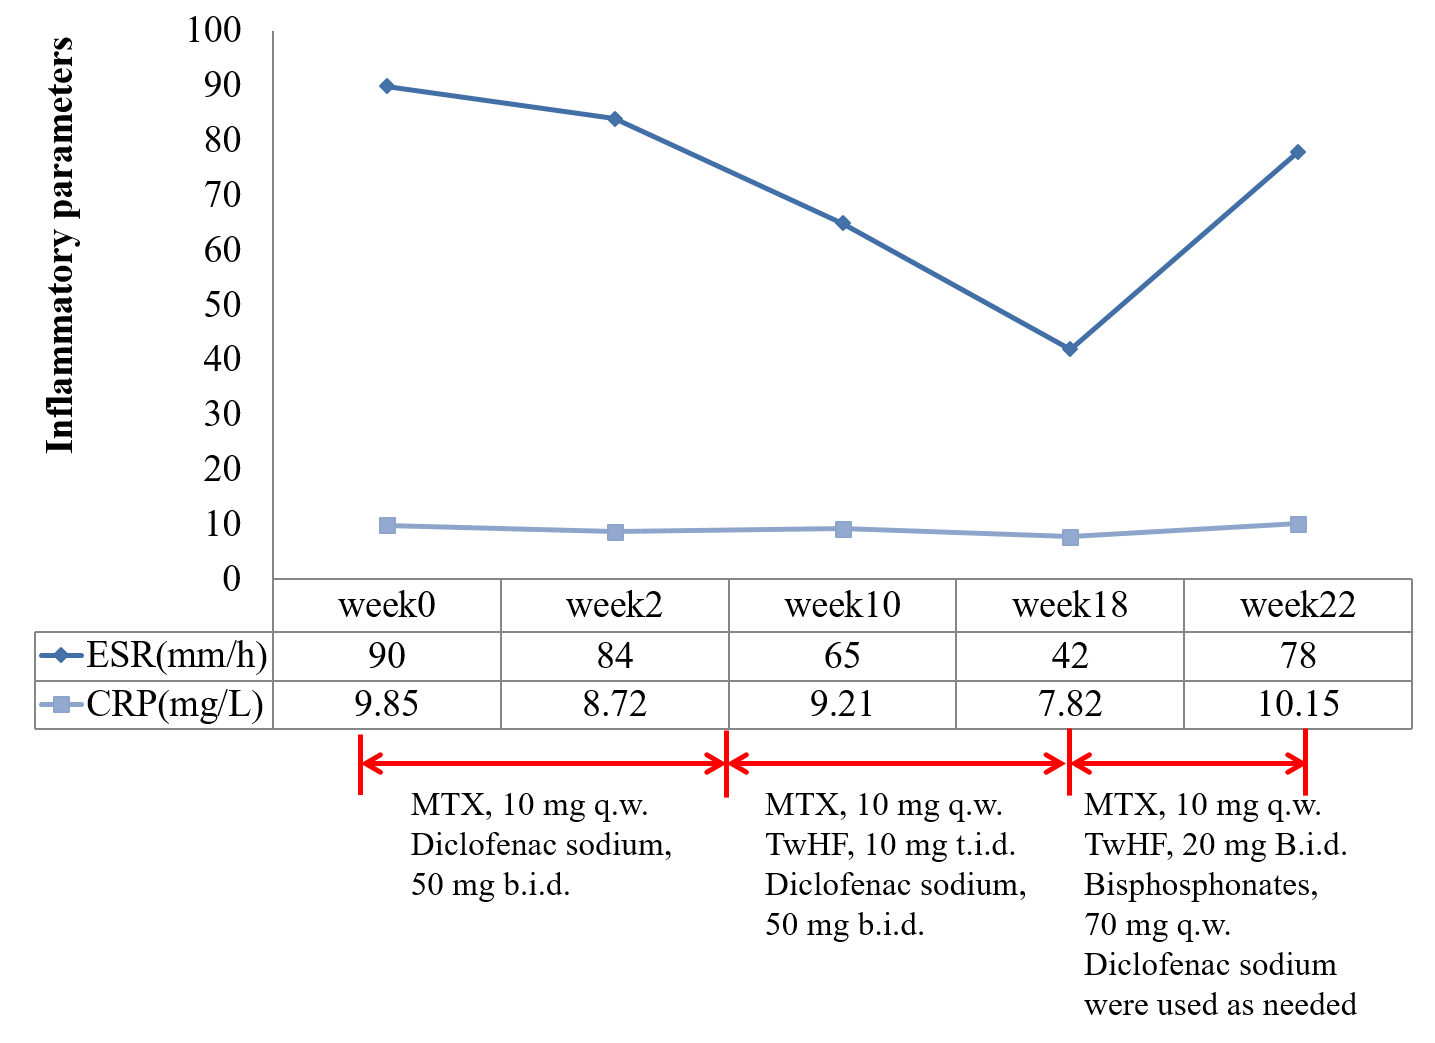 Inflammatory parameters
100
90
80
70
60
50
40
30
20
10
0
week0 week2 week10 week18 week22
ESR(mm/h) 90 84 65 42 78
CRP(mg/L) 9.85 8.72 9.21 7.82 10.15
MTX, 10 mg q.w.
Diclofenac sodium,
50 mg b.i.d.
MTX, 10 mg q.w.
TwHF, 10 mg t.i.d.
Diclofenac sodium,
50 mg b.i.d.
MTX, 10 mg q.w.
TwHF, 20 mg B.i.d.
Bisphosphonates,
70 mg q.w.
Diclofenac sodium
were used as needed